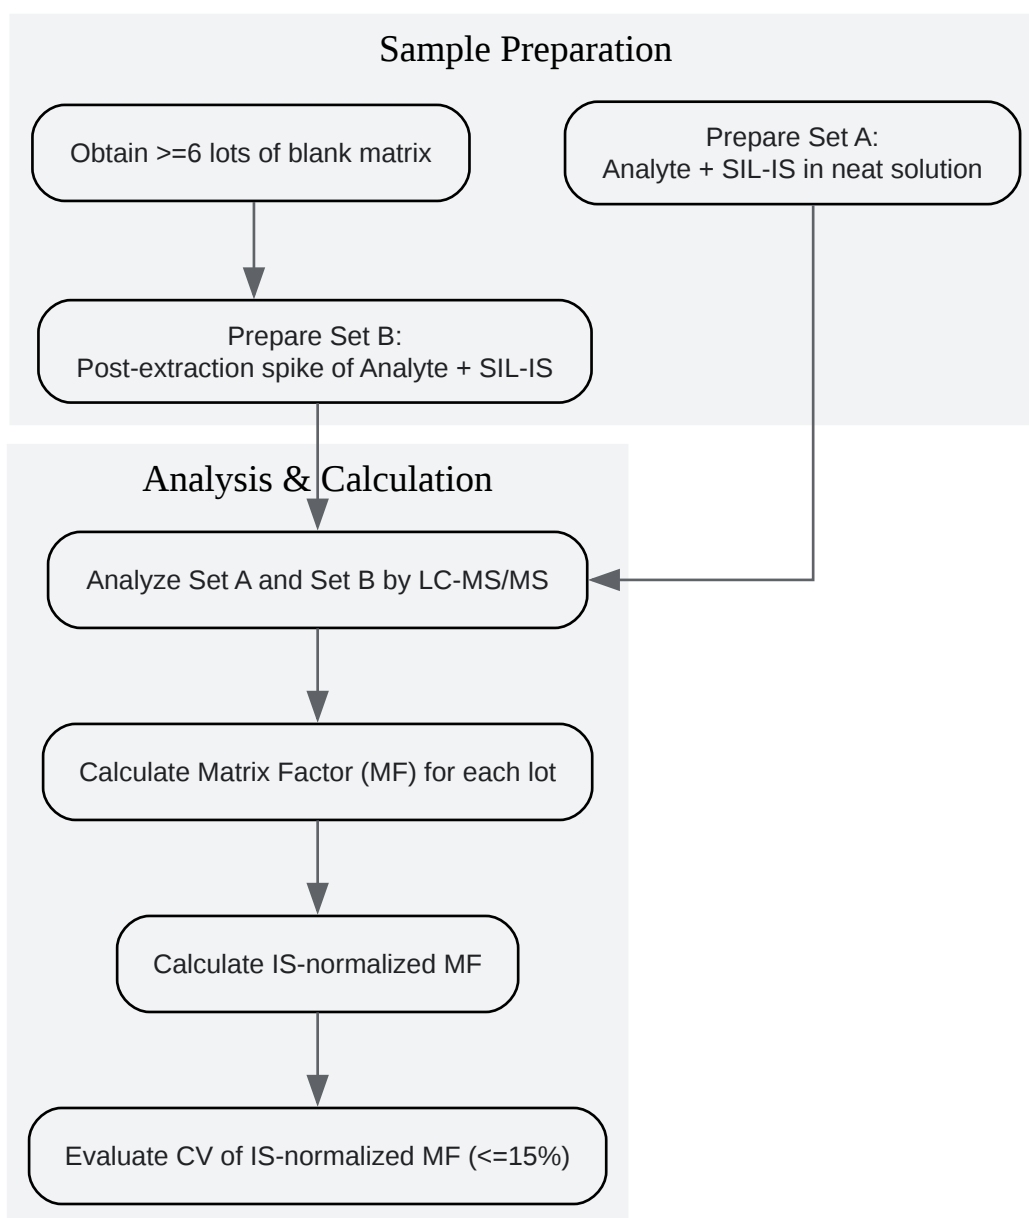 Sample Preparation
Obtain >=6 lots of blank matrix
Prepare Set A:
Analyte + SIL-IS in neat solution
Prepare Set B:
Post-extraction spike of Analyte + SIL-IS
Analysis & Calculation
Analyze Set A and Set B by LC-MS/MS
Calculate Matrix Factor (MF) for each lot
Calculate IS-normalized MF
Evaluate CV of IS-normalized MF (<=15%)